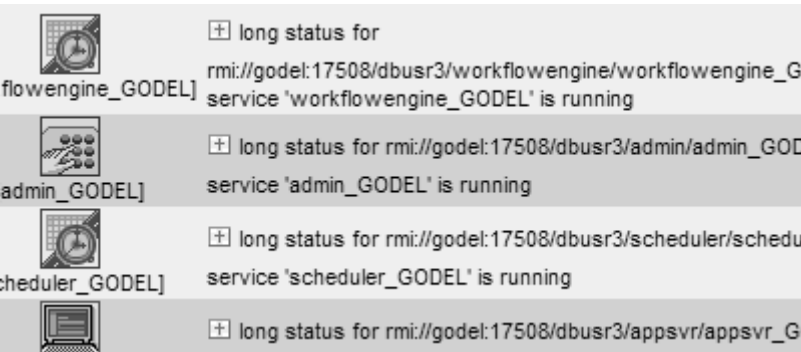 long status for
rmi://godel:17508/dbusr3/workflowengine/workflowengine_G
flowengine_GODEL]
service 'workflowengine_GODEL' is running
long status for rmi://godel:17508/dbusr3/admin/admin_GOD
admin_GODEL]
service 'admin_GODEL' is running
long status for rmi://godel:17508/dbusr3/scheduler/schedu
cheduler_GODEL]
service 'scheduler_GODEL' is running
long status for rmi://godel:17508/dbusr3/appsvr/appsvr_G